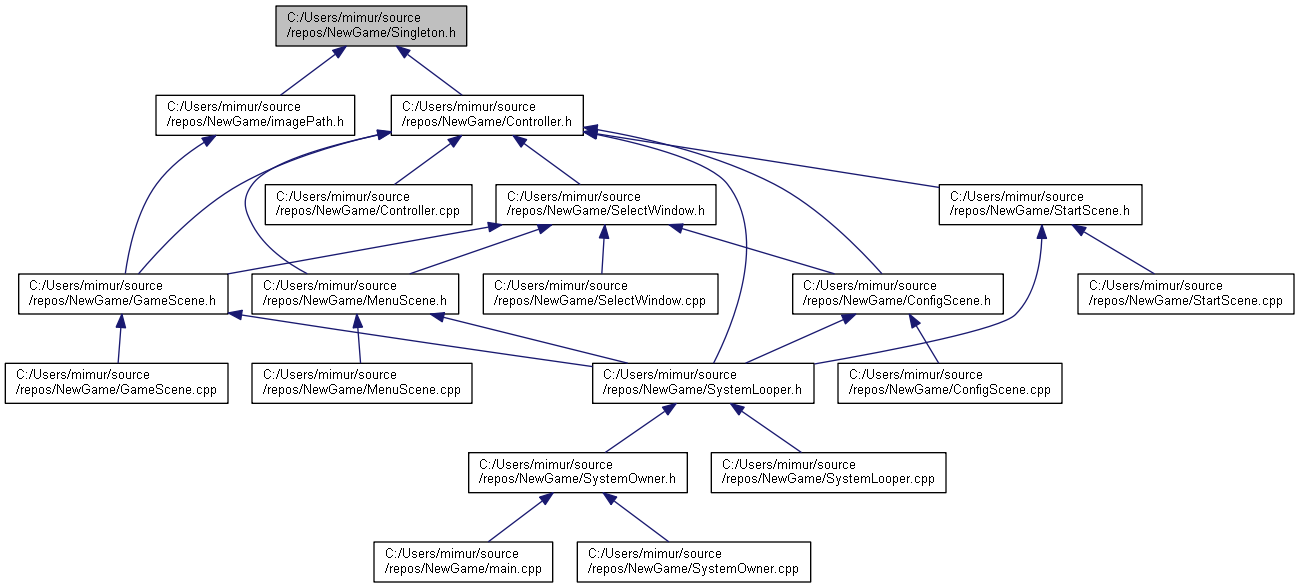 C:/Users/mimur/source
/repos/NewGame/Singleton.h
C:/Users/mimur/source
/repos/NewGame/imagePath.h
C:/Users/mimur/source
/repos/NewGame/Controller.h
C:/Users/mimur/source
/repos/NewGame/Controller.cpp
C:/Users/mimur/source
/repos/NewGame/SelectWindow.h
C:/Users/mimur/source
/repos/NewGame/StartScene.h
C:/Users/mimur/source
/repos/NewGame/GameScene.h
C:/Users/mimur/source
/repos/NewGame/MenuScene.h
C:/Users/mimur/source
/repos/NewGame/SelectWindow.cpp
C:/Users/mimur/source
/repos/NewGame/ConfigScene.h
C:/Users/mimur/source
/repos/NewGame/StartScene.cpp
C:/Users/mimur/source
/repos/NewGame/GameScene.cpp
C:/Users/mimur/source
/repos/NewGame/MenuScene.cpp
C:/Users/mimur/source
/repos/NewGame/SystemLooper.h
C:/Users/mimur/source
/repos/NewGame/ConfigScene.cpp
C:/Users/mimur/source
/repos/NewGame/SystemOwner.h
C:/Users/mimur/source
/repos/NewGame/SystemLooper.cpp
C:/Users/mimur/source
/repos/NewGame/main.cpp
C:/Users/mimur/source
/repos/NewGame/SystemOwner.cpp